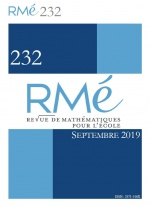 RMé 232
232
RMé
REVUE DE MATHÉMATIQUES
POUR L'ÉCOLE
SEPTEMBRE 2019